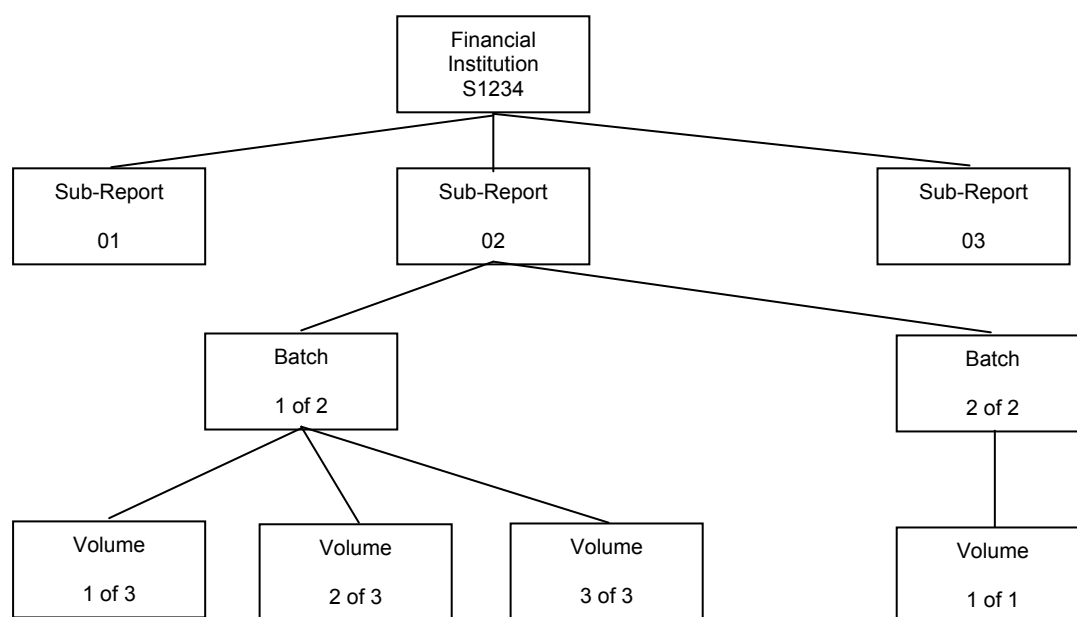 Financial
Institution
S1234
Sub-Report
01
Sub-Report
02
Sub-Report
03
Batch
1 of 2
Batch
2 of 2
Volume
1 of 3
Volume
2 of 3
Volume
3 of 3
Volume
1 of 1